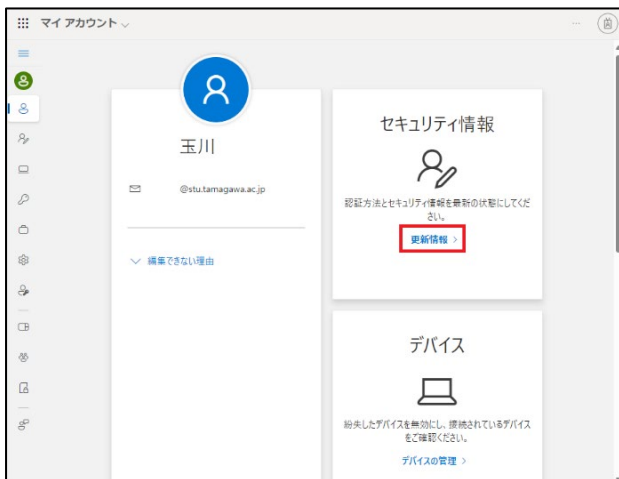 マイ アカウント
玉川
@stu.tamagawa.ac.jp
編集できない理由
セキュリティ情報
認証方法とセキュリティ情報を最新の状態にしてくだ
さい。
更新情報 >
デバイス
紛失したデバイスを無効にし、接続されているデバイス
をご確認ください。
デバイスの管理 >